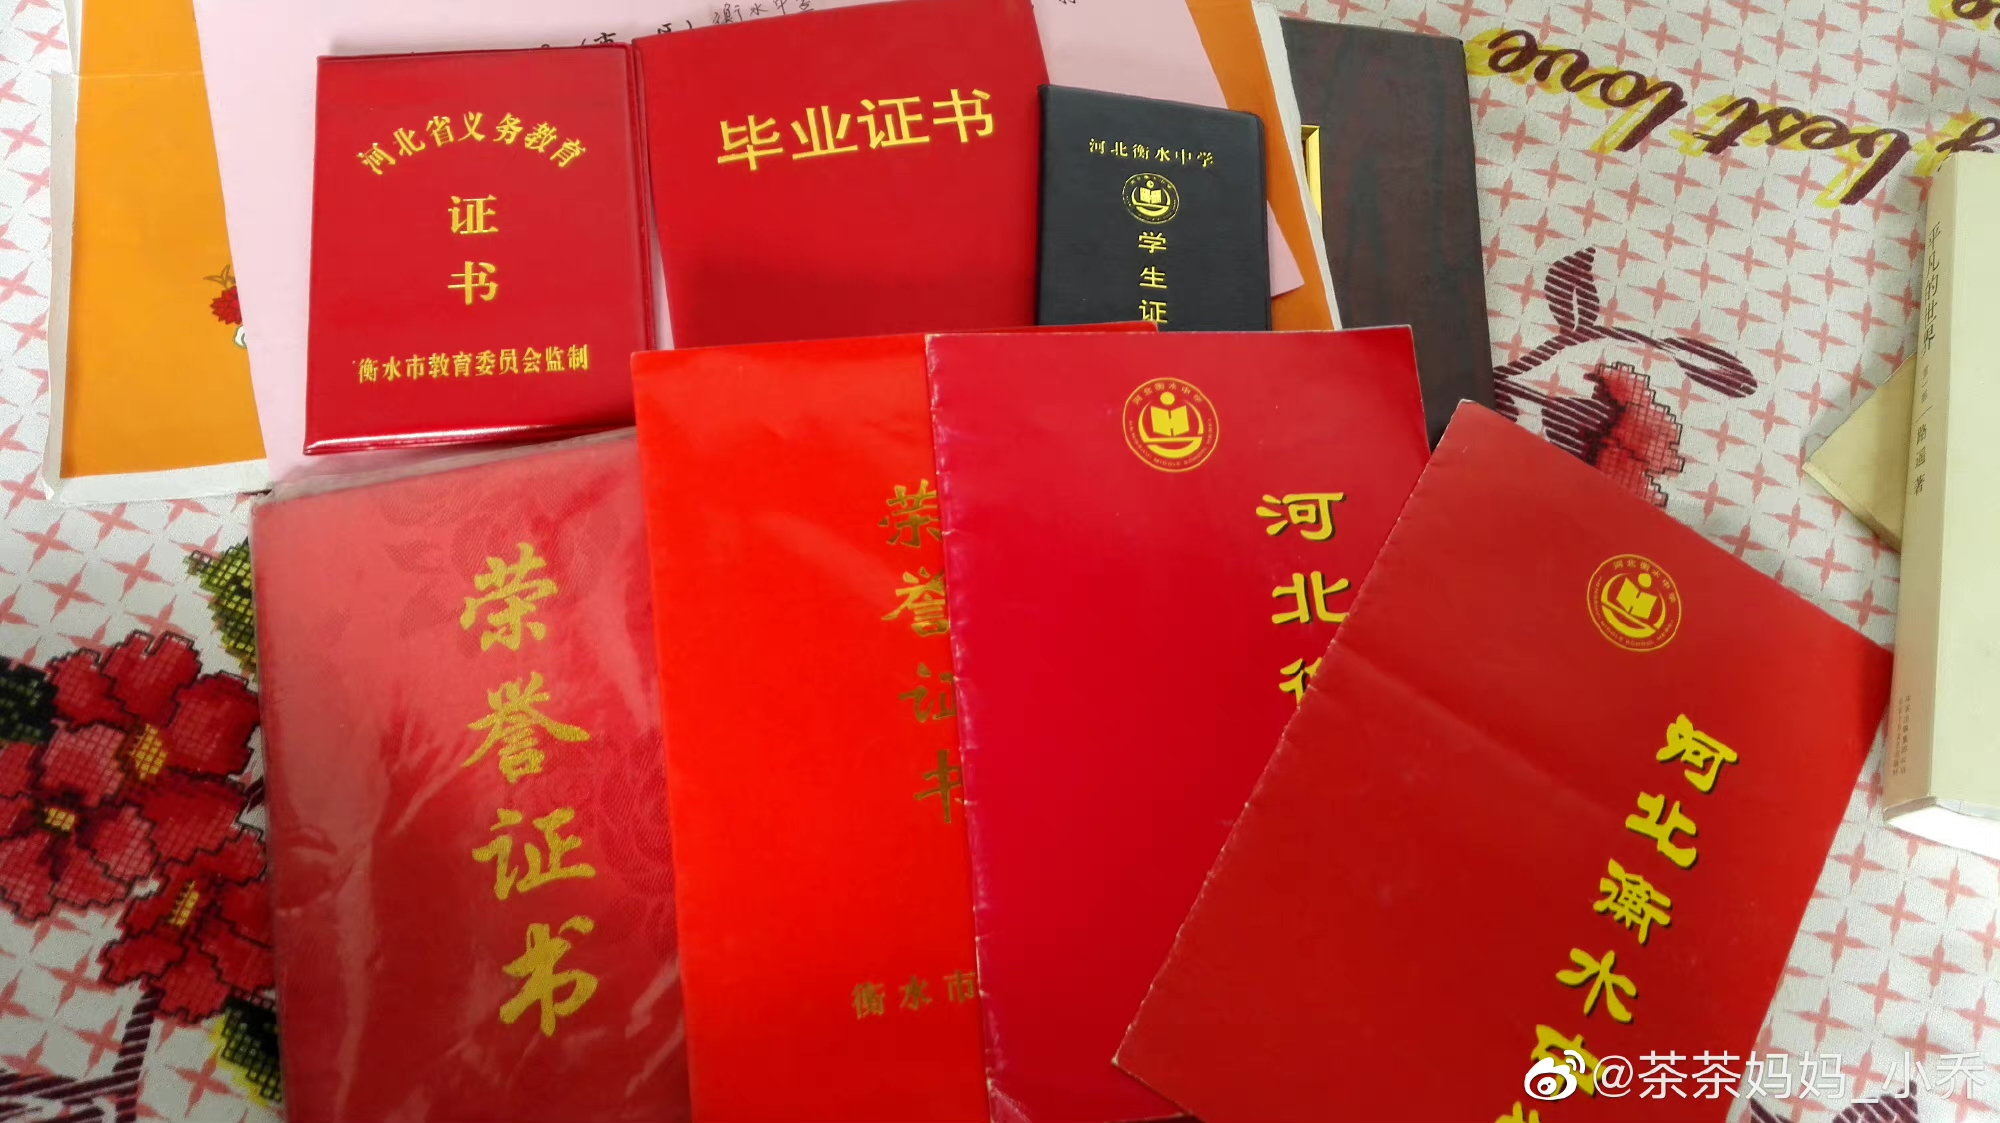 衡水中学
best love
河北省义务教育
证
书
衡水市教育委员会监制
毕业证书
河北衡水中学
学
生
证
平凡的世界
路遥 著
荣
誉
证
书
荣
誉
证
书
衡水市
河北衡水中学
河
北
河北衡水中学
河
北
衡
水
中
@茶茶妈妈_小乔